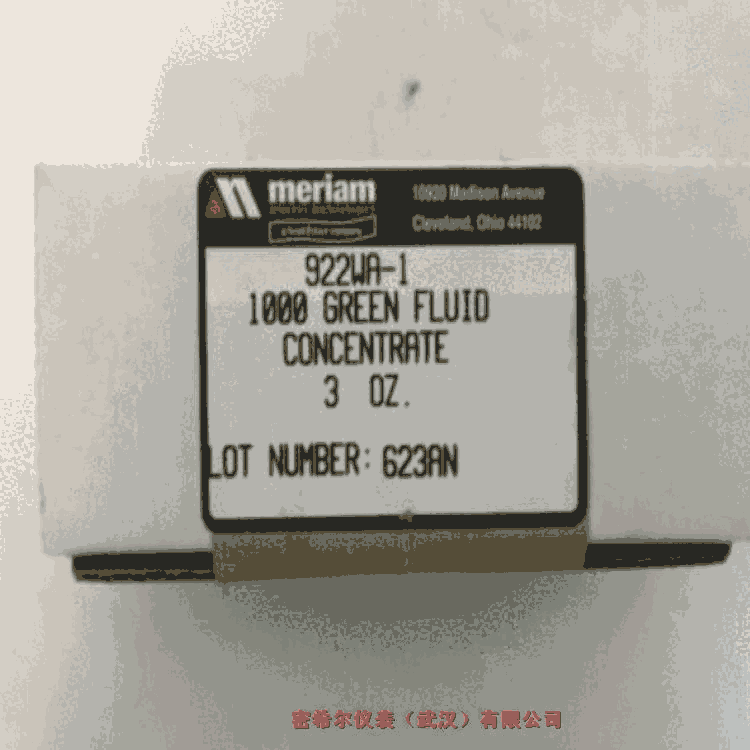 meriam
10920 Madison Avenue
Cleveland, Ohio 44102
922WA-1
1000 GREEN FLUID
CONCENTRATE
3 OZ.
LOT NUMBER: 623AN
密希尔仪表（武汉）有限公司